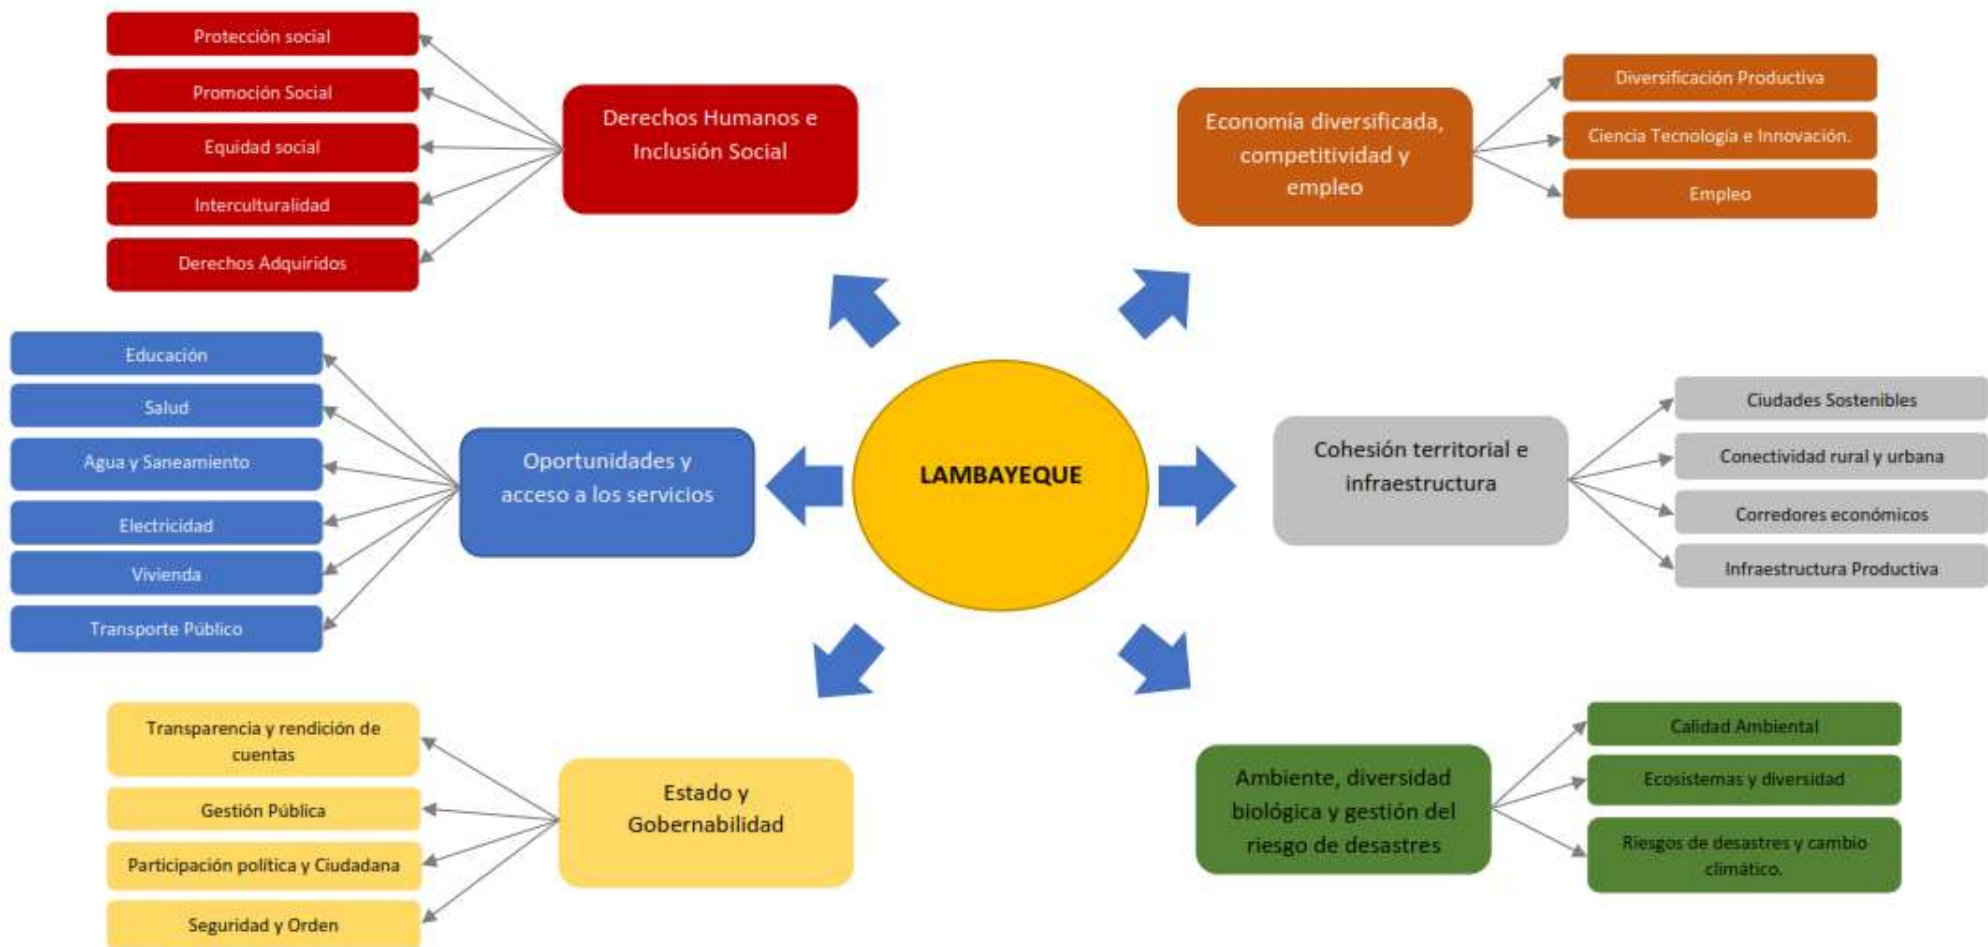 Protección social
Promoción Social
Equidad social
Interculturalidad
Derechos Adquiridos
Derechos Humanos e
Inclusión Social
Economía diversificada,
competitividad y
empleo
Diversificación Productiva
Ciencia Tecnología e Innovación.
Empleo
Educación
Salud
Agua y Saneamiento
Electricidad
Vivienda
Transporte Público
Oportunidades y
acceso a los servicios
LAMBAYEQUE
Cohesión territorial e
infraestructura
Ciudades Sostenibles
Conectividad rural y urbana
Corredores económicos
Infraestructura Productiva
Transparencia y rendición de
cuentas
Gestión Pública
Participación política y Ciudadana
Seguridad y Orden
Estado y
Gobernabilidad
Ambiente, diversidad
biológica y gestión del
riesgo de desastres
Calidad Ambiental
Ecosistemas y diversidad
Riesgos de desastres y cambio
climático.